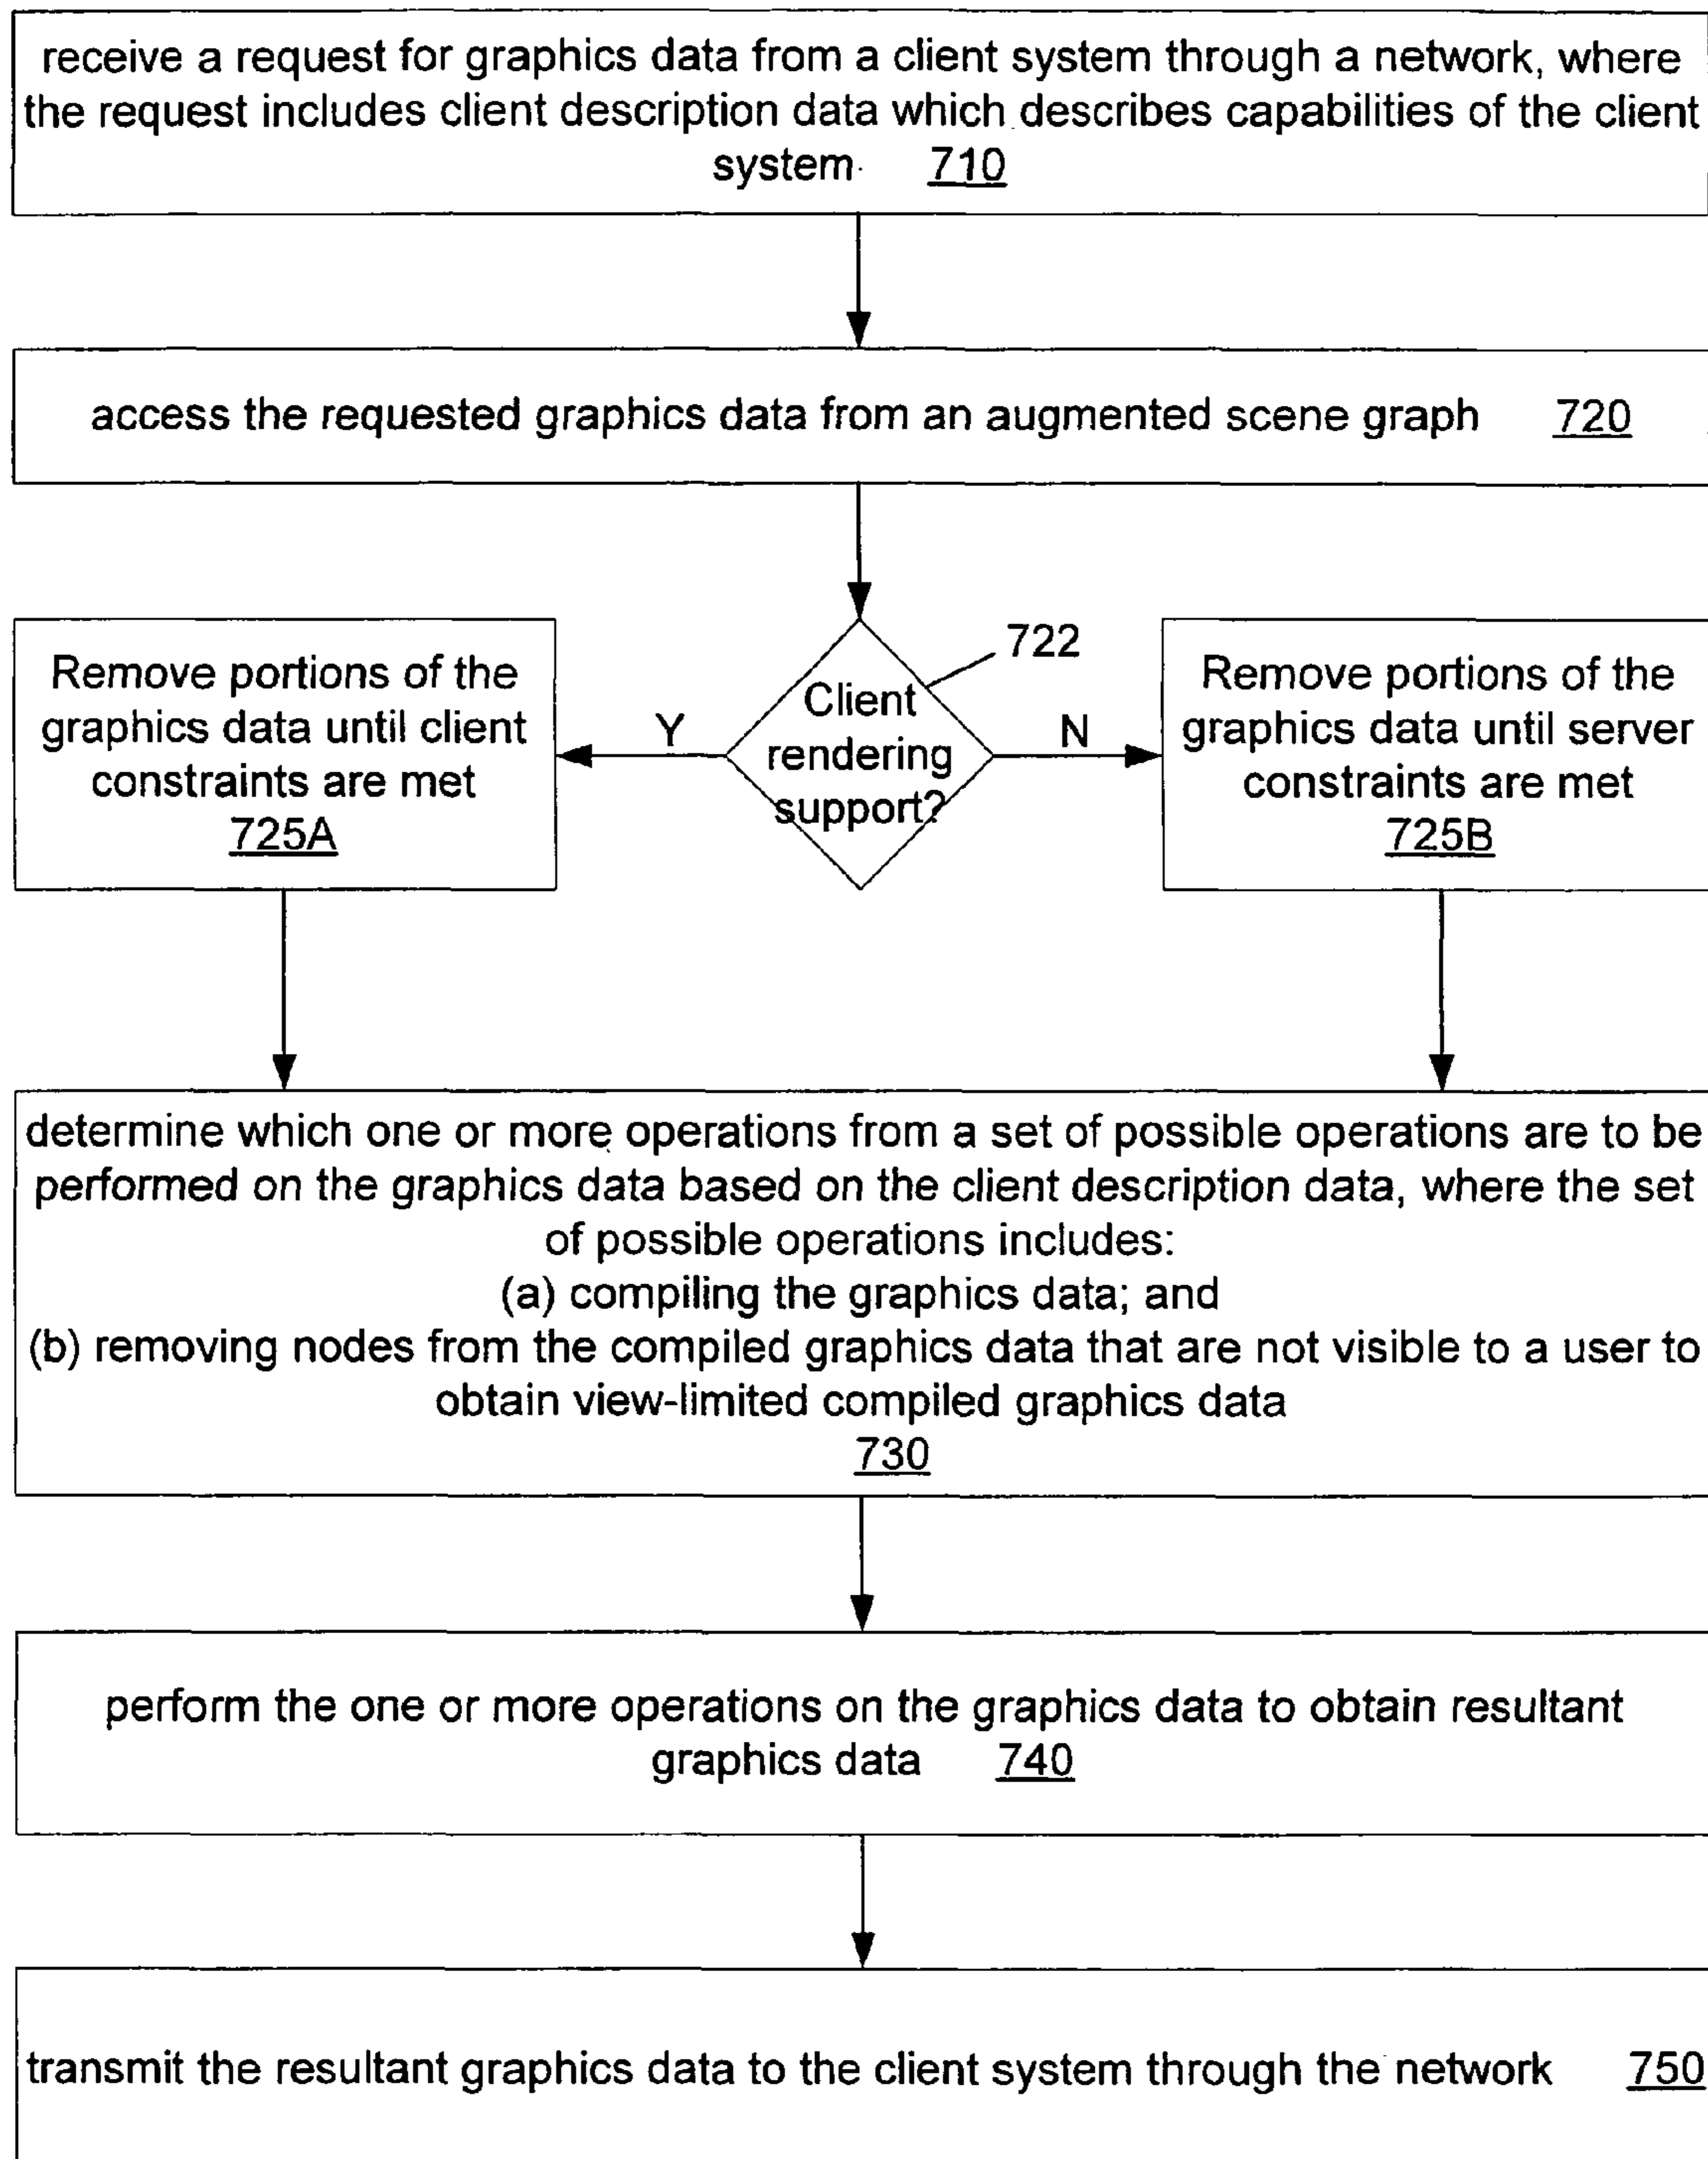 receive a request for graphics data from a client system through a network, where
the request includes client description data which describes capabilities of the client
system 710
access the requested graphics data from an augmented scene graph 720
722
Client
rendering
support?
Y
N
Remove portions of the
graphics data until client
constraints are met
725A
Remove portions of the
graphics data until server
constraints are met
725B
determine which one or more operations from a set of possible operations are to be
performed on the graphics data based on the client description data, where the set
of possible operations includes:
(a) compiling the graphics data; and
(b) removing nodes from the compiled graphics data that are not visible to a user to
obtain view-limited compiled graphics data
730
perform the one or more operations on the graphics data to obtain resultant
graphics data 740
transmit the resultant graphics data to the client system through the network 750